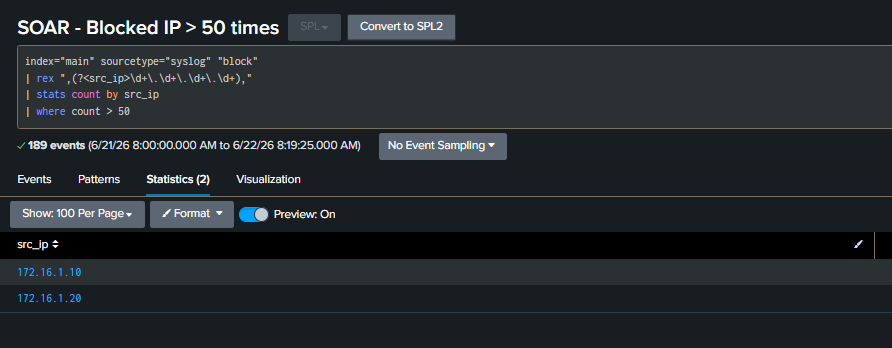 SOAR - Blocked IP > 50 times SPL Convert to SPL2
index="main" sourcetype="syslog" "block"
| rex ",(?<src_ip>\d+\.\d+\.\d+\.\d+),"
| stats count by src_ip
| where count > 50
189 events (6/21/26 8:00:00.000 AM to 6/22/26 8:19:25.000 AM) No Event Sampling
Events Patterns Statistics (2) Visualization
Show: 100 Per Page Format Preview: On
src_ip
172.16.1.10
172.16.1.20